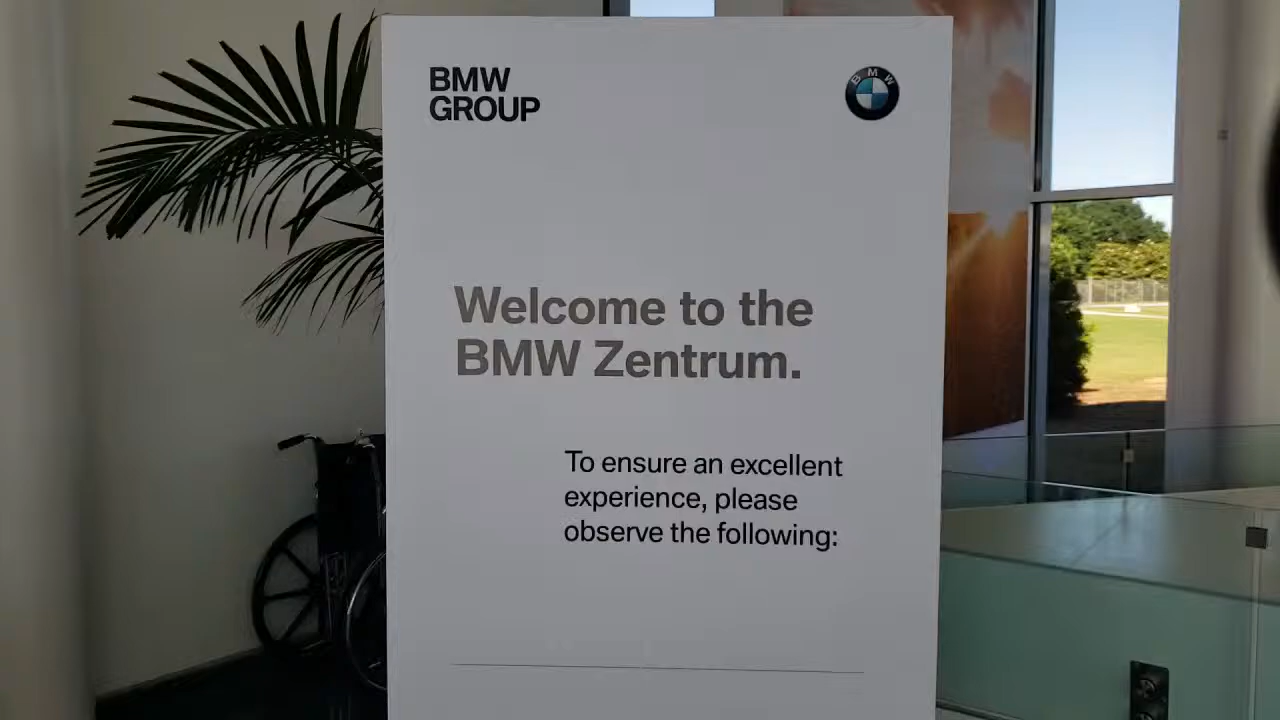 BMW
GROUP
BMW
Welcome to the
BMW Zentrum.
To ensure an excellent
experience, please
observe the following: